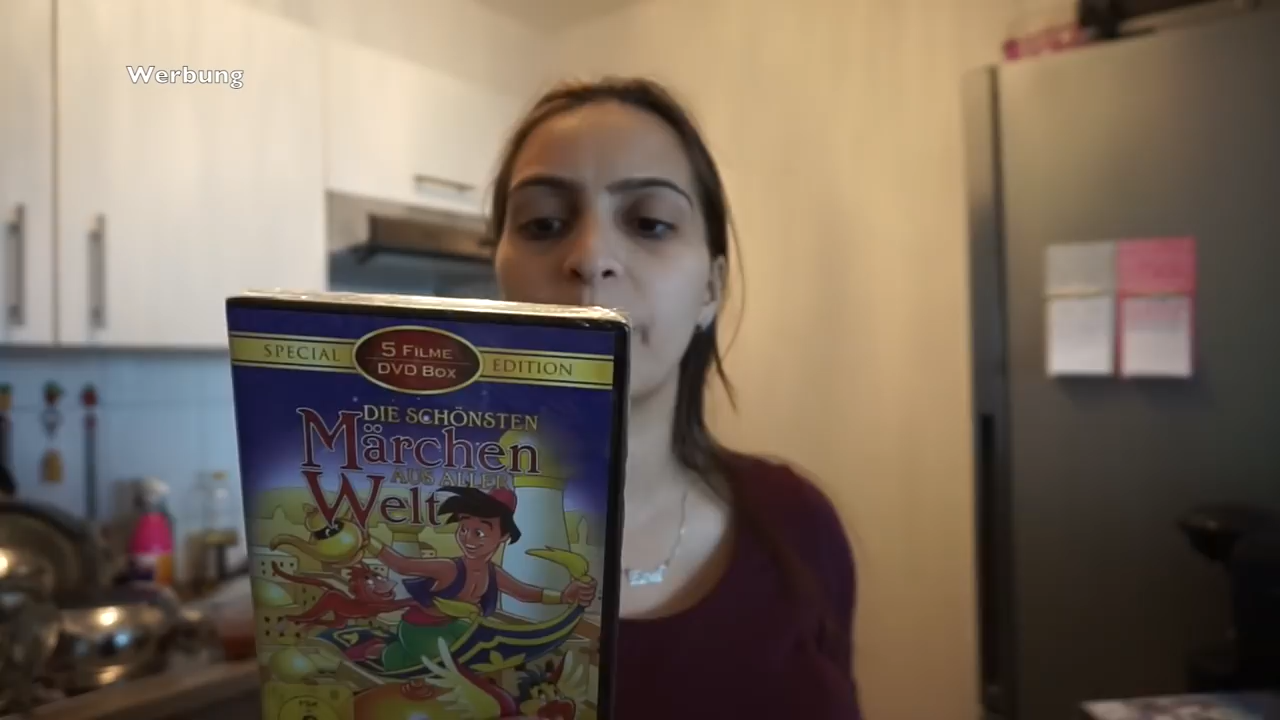 Werbung
SPECIAL
5 FILME
DVD BOX
EDITION
DIE SCHÖNSTEN
Märchen
AUS ALLER
Welt